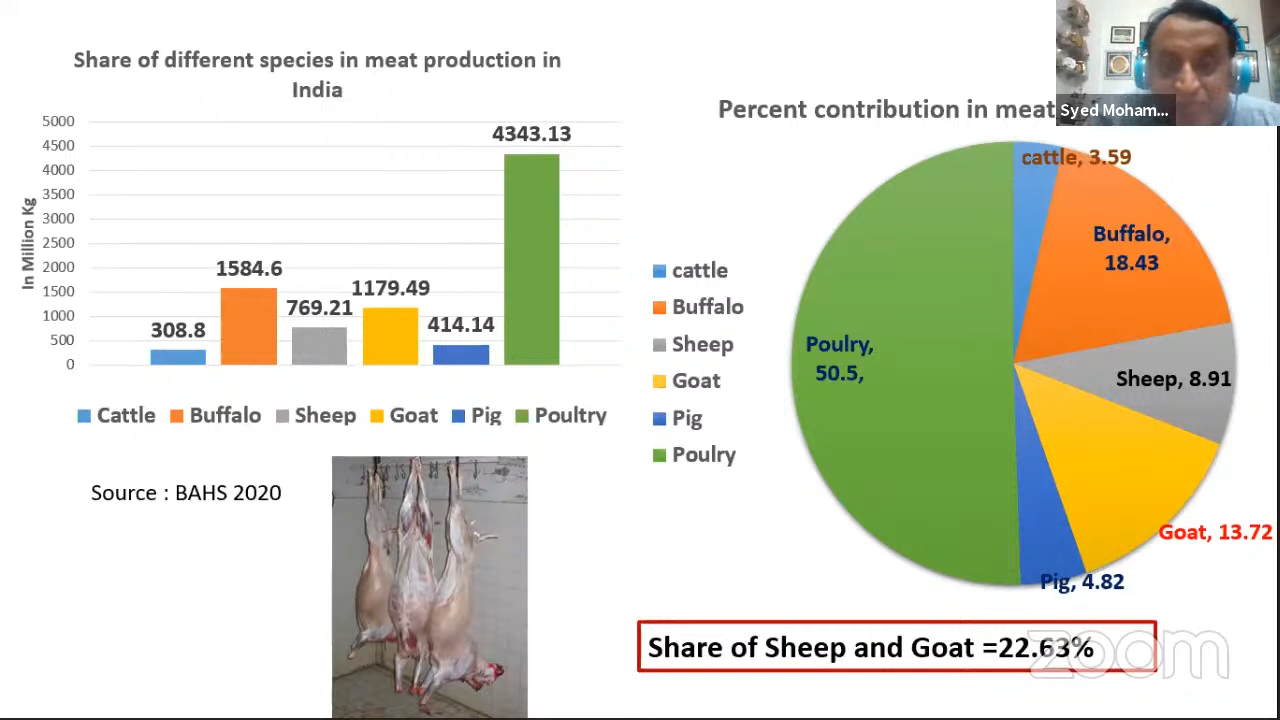 Share of different species in meat production in
India
5000
4500
4000
3500
3000
2500
2000
1500
1000
500
0
In Million Kg
308.8
1584.6
769.21
1179.49
414.14
4343.13
Cattle
Buffalo
Sheep
Goat
Pig
Poultry
Source : BAHS 2020
Percent contribution in meat
Syed Moham...
cattle
Buffalo
Sheep
Goat
Pig
Poulry
cattle, 3.59
Buffalo,
18.43
Sheep, 8.91
Goat, 13.72
Pig, 4.82
Poulry,
50.5,
Share of Sheep and Goat =22.63%
zoom